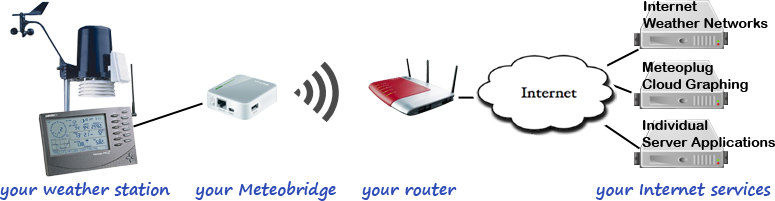 Internet
Weather Networks
Internet
Meteoplug
Cloud Graphing
Individual
Server Applications
your weather station
your Meteobridge
your router
your Internet services